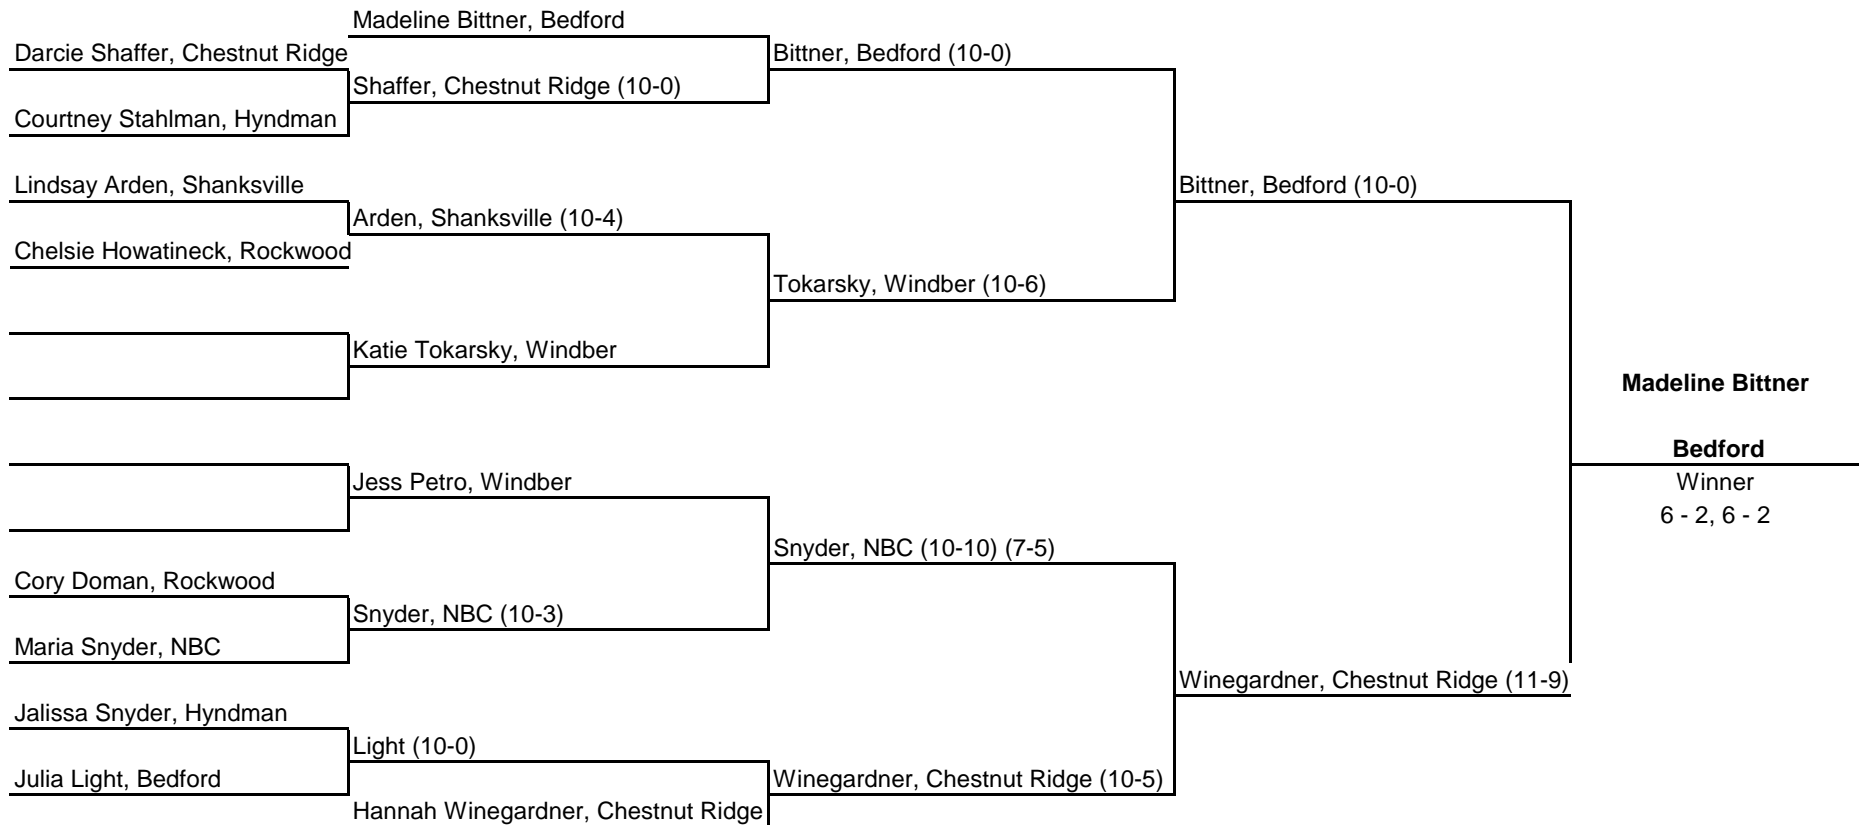 Madeline Bittner, Bedford
Darcie Shaffer, Chestnut Ridge
Bittner, Bedford (10-0)
Shaffer, Chestnut Ridge (10-0)
Courtney Stahlman, Hyndman
Lindsay Arden, Shanksville
Bittner, Bedford (10-0)
Arden, Shanksville (10-4)
Chelsie Howatineck, Rockwood
Tokarsky, Windber (10-6)
Katie Tokarsky, Windber
Madeline Bittner
Bedford
Jess Petro, Windber
Winner
6 - 2, 6 - 2
Snyder, NBC (10-10) (7-5)
Cory Doman, Rockwood
Snyder, NBC (10-3)
Maria Snyder, NBC
Winegardner, Chestnut Ridge (11-9)
Jalissa Snyder, Hyndman
Light (10-0)
Julia Light, Bedford
Winegardner, Chestnut Ridge (10-5)
Hannah Winegardner, Chestnut Ridge